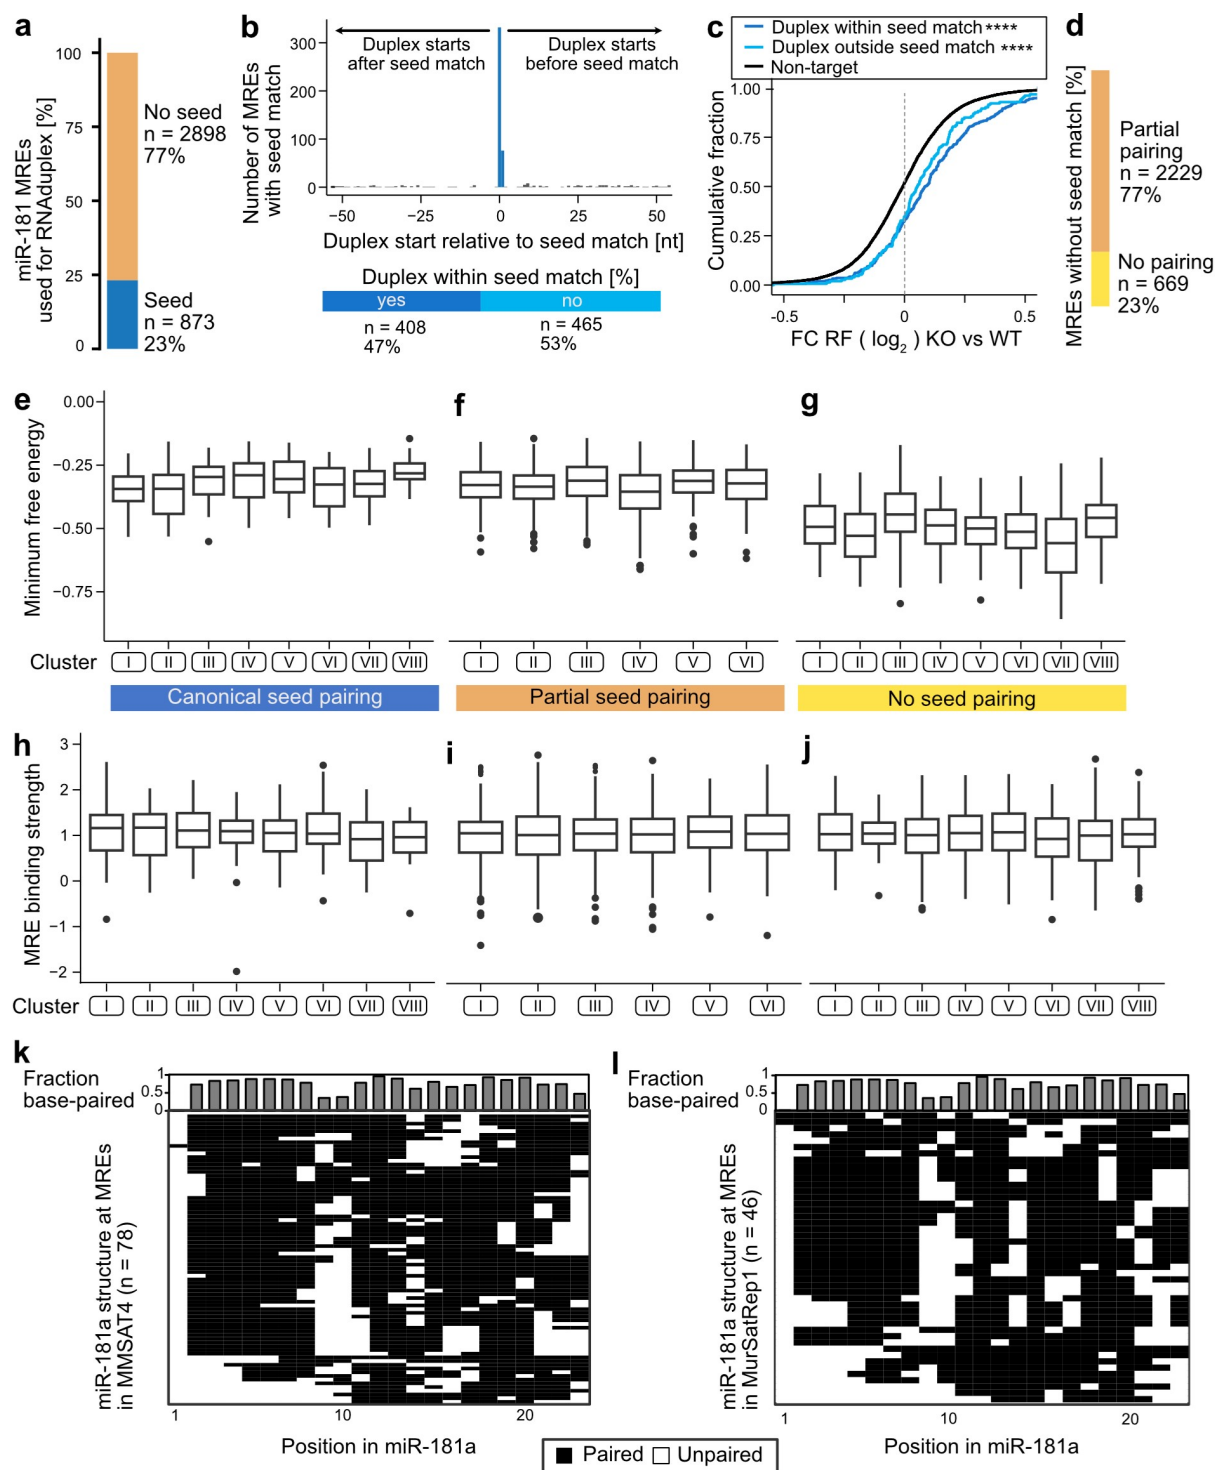 a
miR-181 MREs
used for RNAduplex [%]
100
75
50
25
0
No seed
n = 2898
77%
Seed
n = 873
23%
b
Number of MREs
with seed match
300
200
100
0
Duplex starts
after seed match
Duplex starts
before seed match
−50
−25
0
25
50
Duplex start relative to seed match [nt]
Duplex within seed match [%]
yes
no
n = 408
47%
n = 465
53%
c
Duplex within seed match ****
Duplex outside seed match ****
Non-target
Cumulative fraction
1.00
0.75
0.50
0.25
0.00
-0.5
0
0.5
FC RF ( log2 ) KO vs WT
d
MREs without seed match [%]
Partial
pairing
n = 2229
77%
No pairing
n = 669
23%
e
Minimum free energy
0.00
−0.25
−0.50
−0.75
f
g
Cluster
I II III IV V VI VII VIII
I II III IV V VI
I II III IV V VI VII VIII
Canonical seed pairing
Partial seed pairing
No seed pairing
h
MRE binding strength
3
2
1
0
−1
−2
i
j
Cluster
I II III IV V VI VII VIII
I II III IV V VI
I II III IV V VI VII VIII
k
Fraction
base-paired
1
0.5
0
miR-181a structure at MREs
in MMSAT4 (n = 78)
1
10
20
Position in miR-181a
l
Fraction
base-paired
1
0.5
0
miR-181a structure at MREs
in MurSatRep1 (n = 46)
1
10
20
Position in miR-181a
Paired
Unpaired